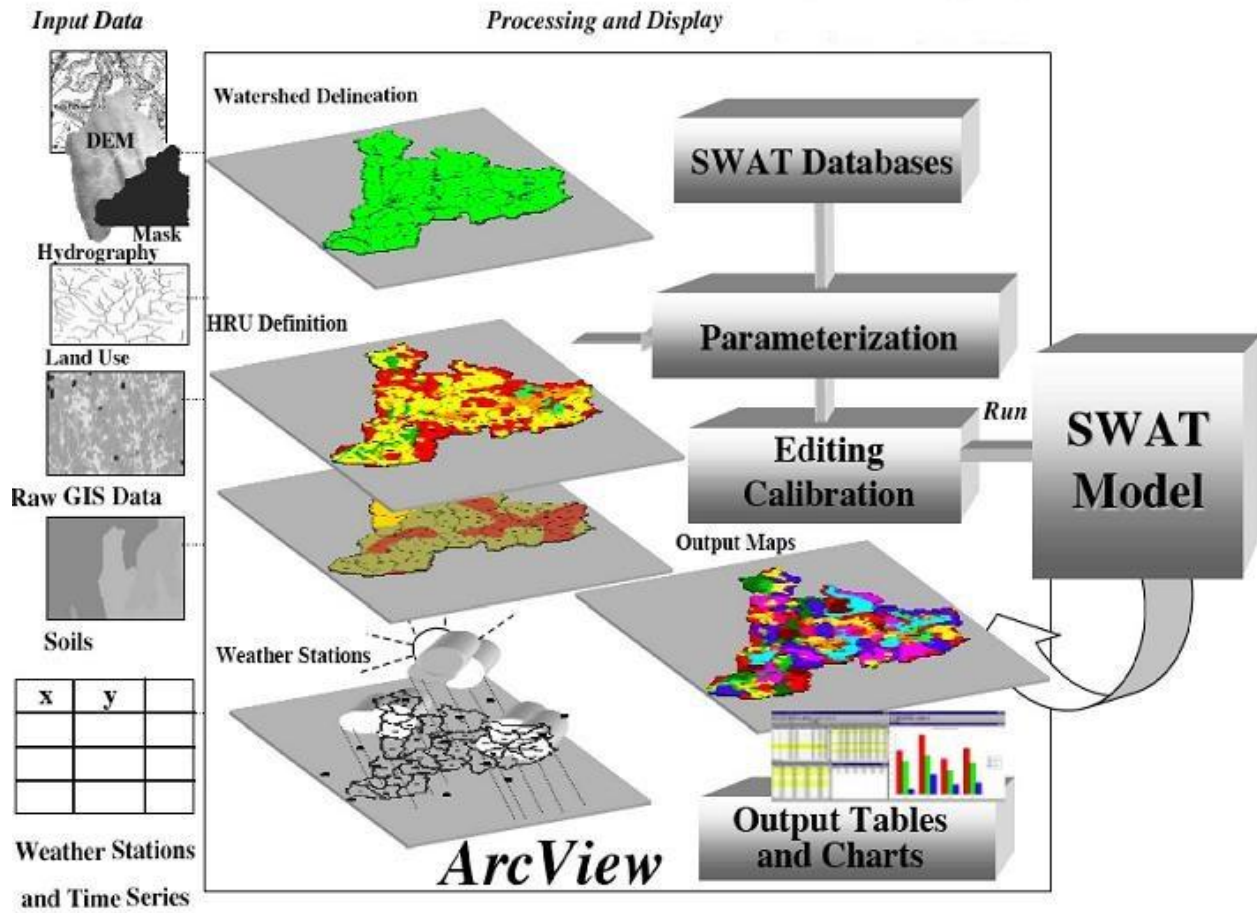 Input Data
Processing and Display
DEM
Mask
Hydrography
Land Use
Raw GIS Data
Soils
x y
Weather Stations
and Time Series
Watershed Delineation
HRU Definition
Weather Stations
ArcView
SWAT Databases
Parameterization
Editing
Calibration
Run
SWAT
Model
Output Maps
Output Tables
and Charts